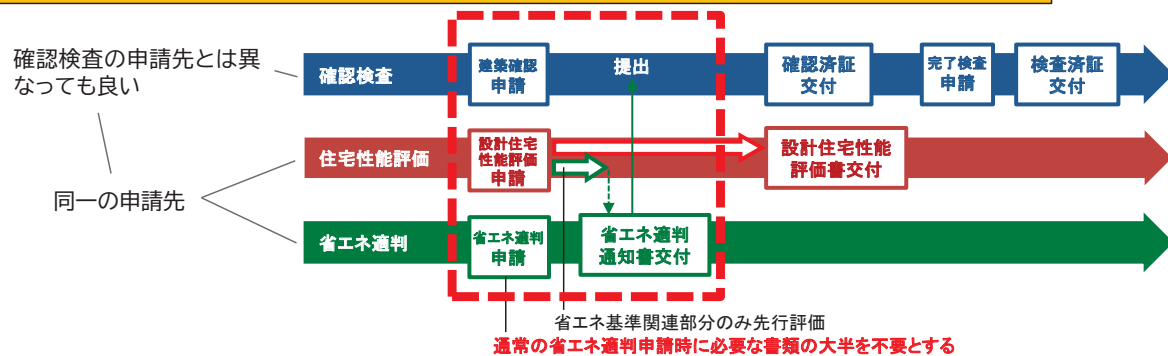 確認検査の申請先とは異
なっても良い
同一の申請先
確認検査
建築確認
申請
提出
確認済証
交付
完了検査
申請
検査済証
交付
住宅性能評価
設計住宅
性能評価
申請
設計住宅性能
評価書交付
省エネ適判
省エネ適判
申請
省エネ適判
通知書交付
省エネ基準関連部分のみ先行評価
通常の省エネ適判申請時に必要な書類の大半を不要とする